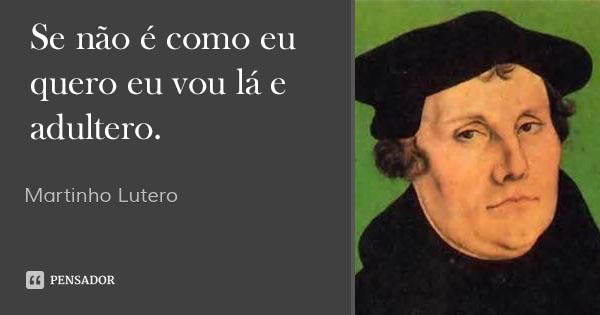 Se não é como eu
quero eu vou lá e
adultero.
Martinho Lutero
PENSADOR